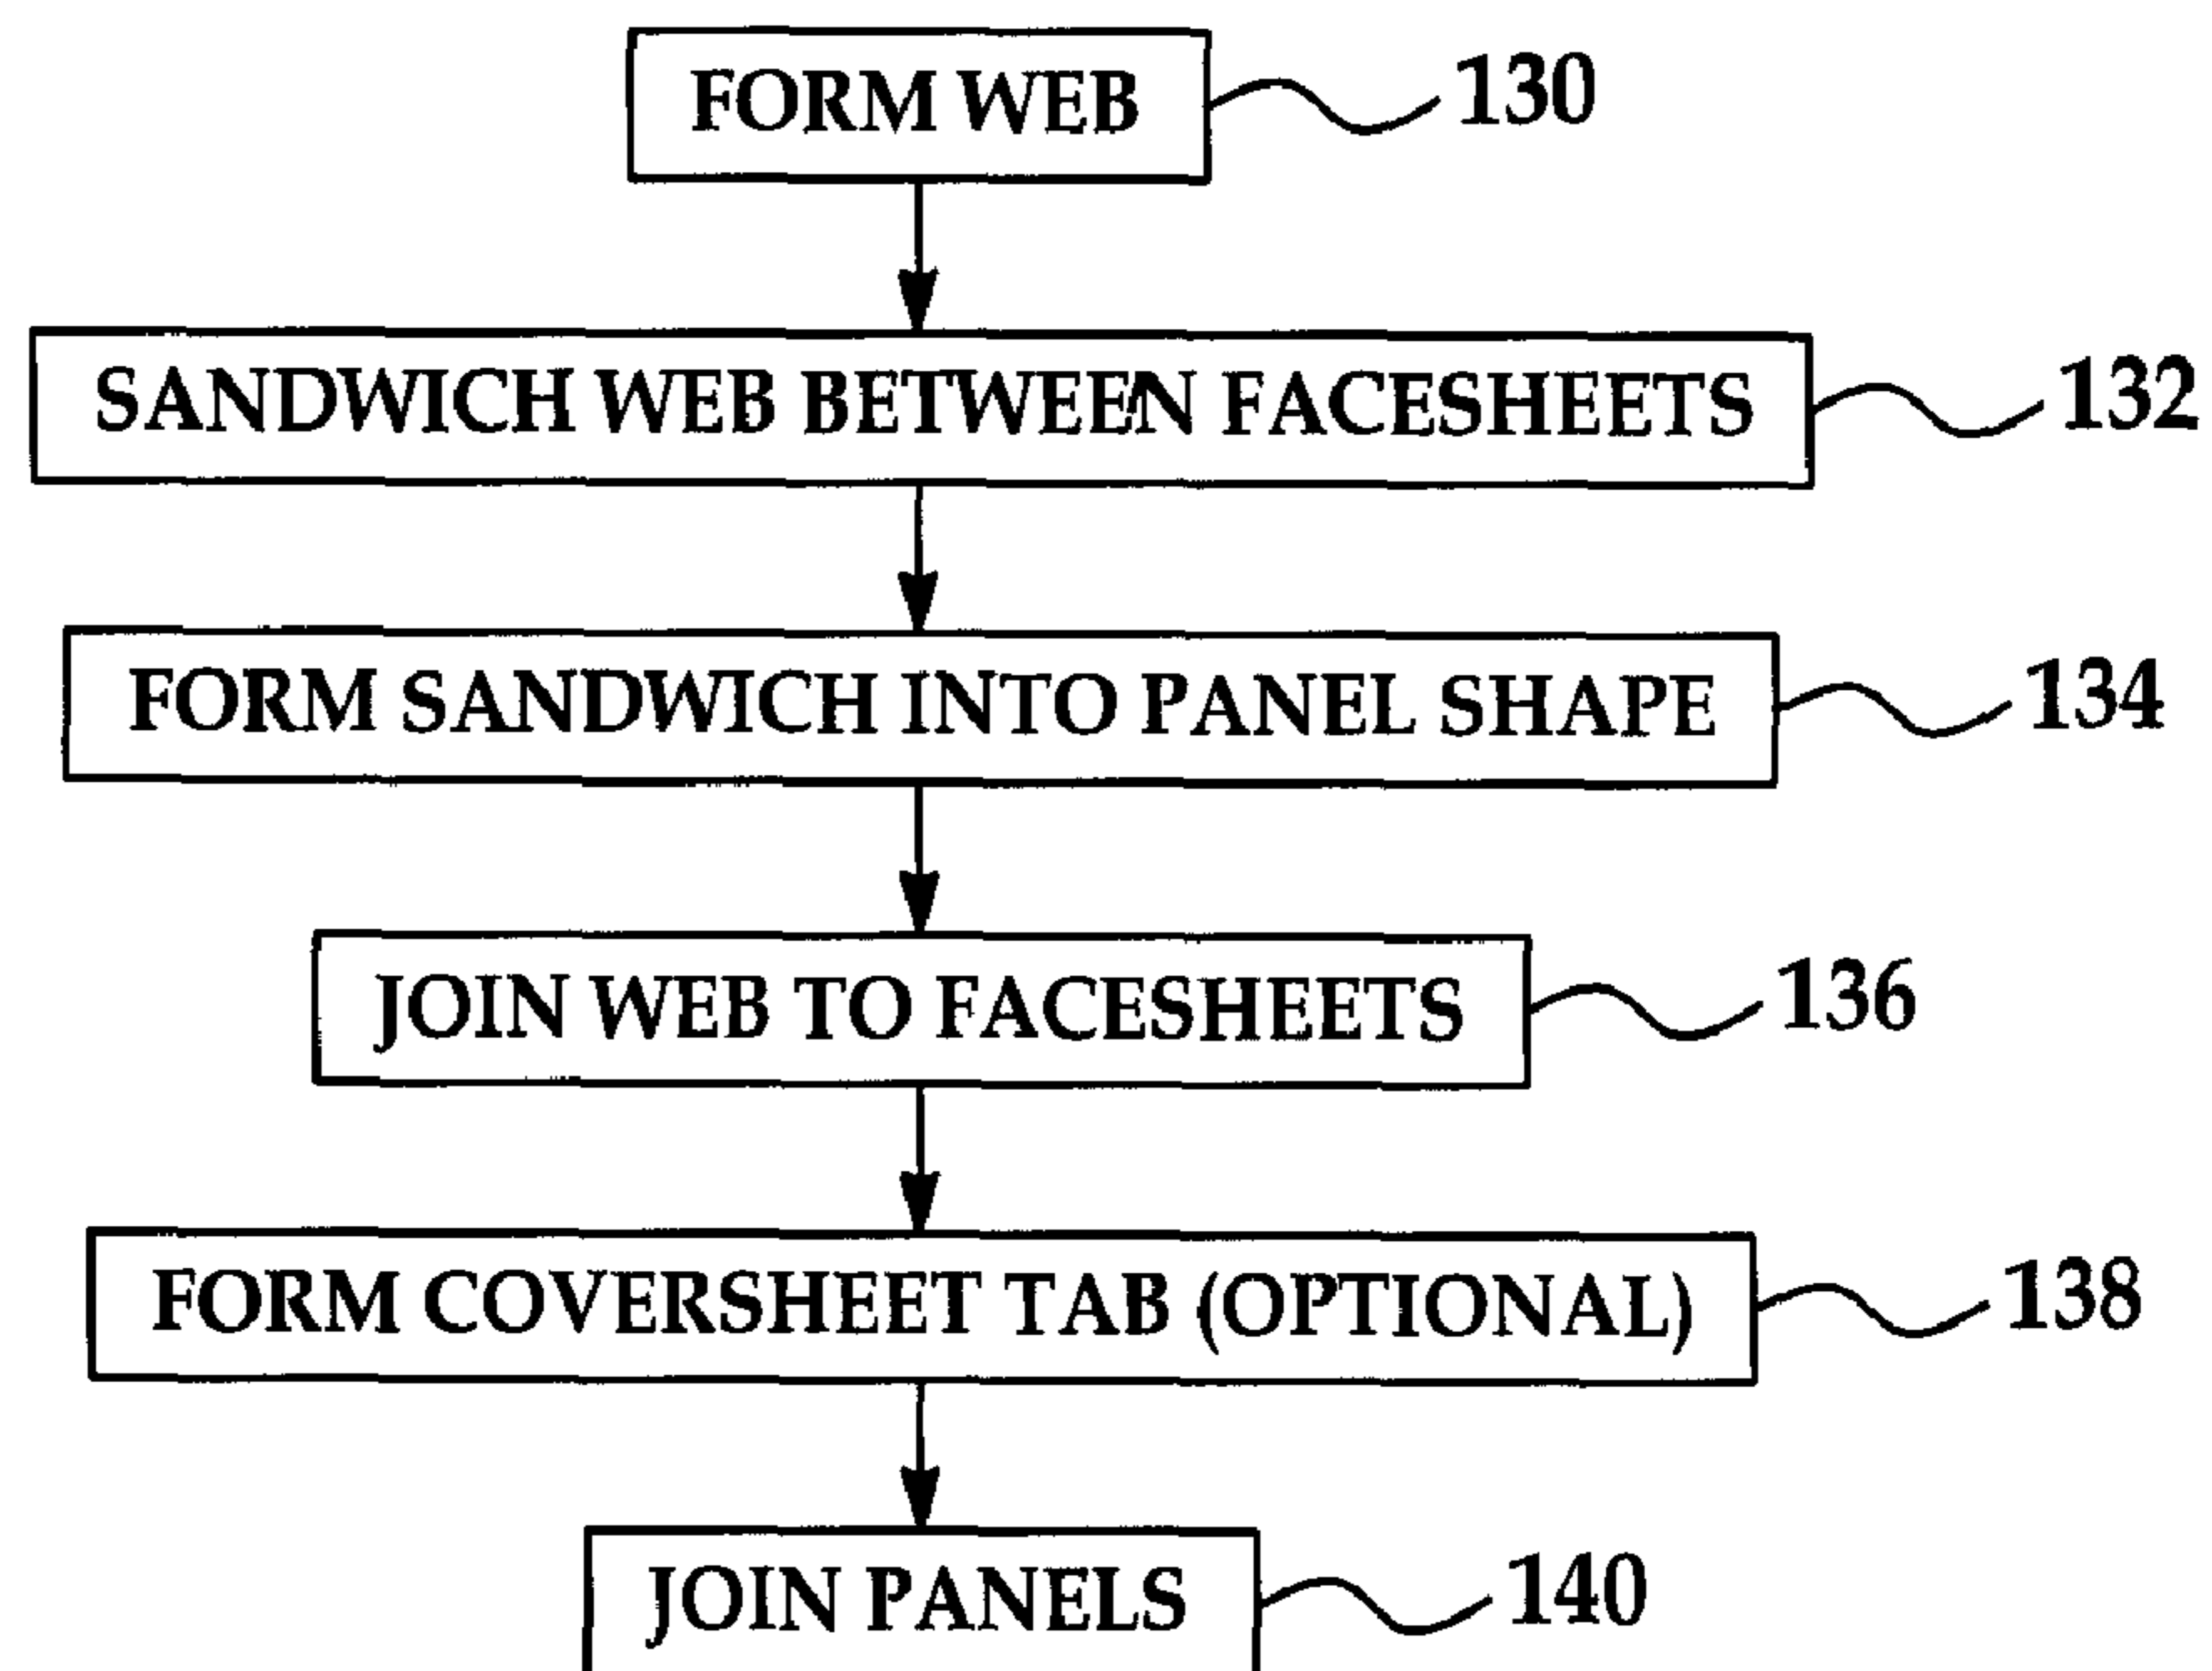 FORM WEB 130
SANDWICH WEB BETWEEN FACESHEETS 132
FORM SANDWICH INTO PANEL SHAPE 134
JOIN WEB TO FACESHEETS 136
FORM COVERSHEET TAB (OPTIONAL) 138
JOIN PANELS 140